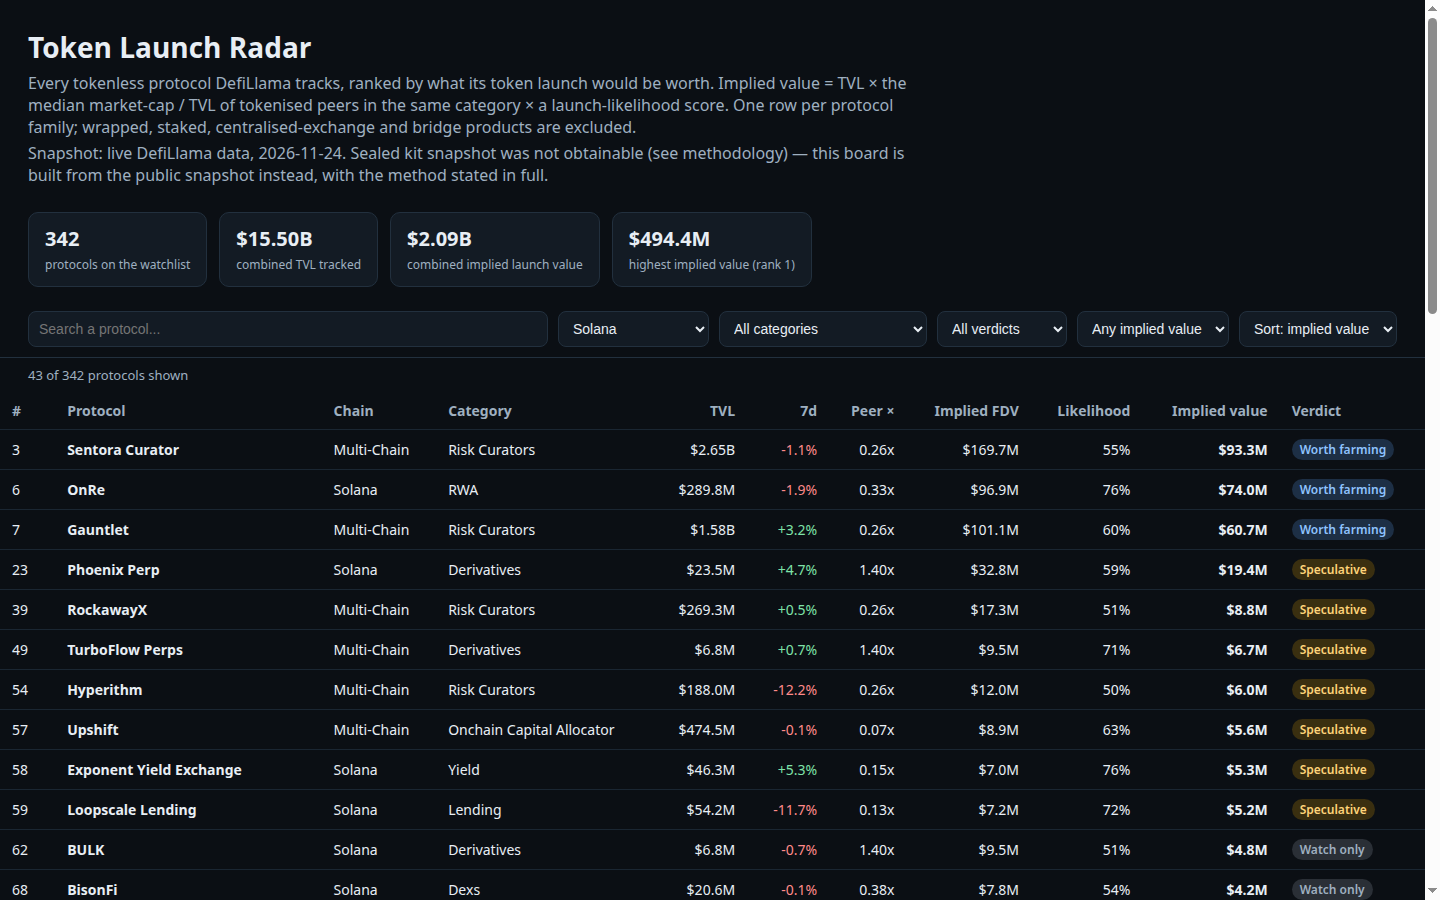 Token Launch Radar
Every tokenless protocol DefiLlama tracks, ranked by what its token launch would be worth. Implied value = TVL × the
median market-cap / TVL of tokenised peers in the same category × a launch-likelihood score. One row per protocol
family; wrapped, staked, centralised-exchange and bridge products are excluded.
Snapshot: live DefiLlama data, 2026-11-24. Sealed kit snapshot was not obtainable (see methodology) — this board is
built from the public snapshot instead, with the method stated in full.
342 $15.50B $2.09B $494.4M
protocols on the watchlist combined TVL tracked combined implied launch value highest implied value (rank 1)
Search a protocol... Solana All categories All verdicts Any implied value Sort: implied value
43 of 342 protocols shown
# Protocol Chain Category TVL 7d Peer × Implied FDV Likelihood Implied value Verdict
3 Sentora Curator Multi-Chain Risk Curators $2.65B -1.1% 0.26x $169.7M 55% $93.3M Worth farming
6 OnRe Solana RWA $289.8M -1.9% 0.33x $96.9M 76% $74.0M Worth farming
7 Gauntlet Multi-Chain Risk Curators $1.58B +3.2% 0.26x $101.1M 60% $60.7M Worth farming
23 Phoenix Perp Solana Derivatives $23.5M +4.7% 1.40x $32.8M 59% $19.4M Speculative
39 RockawayX Multi-Chain Risk Curators $269.3M +0.5% 0.26x $17.3M 51% $8.8M Speculative
49 TurboFlow Perps Multi-Chain Derivatives $6.8M +0.7% 1.40x $9.5M 71% $6.7M Speculative
54 Hyperithm Multi-Chain Risk Curators $188.0M -12.2% 0.26x $12.0M 50% $6.0M Speculative
57 Upshift Multi-Chain Onchain Capital Allocator $474.5M -0.1% 0.07x $8.9M 63% $5.6M Speculative
58 Exponent Yield Exchange Solana Yield $46.3M +5.3% 0.15x $7.0M 76% $5.3M Speculative
59 Loopscale Lending Solana Lending $54.2M -11.7% 0.13x $7.2M 72% $5.2M Speculative
62 BULK Solana Derivatives $6.8M -0.7% 1.40x $9.5M 51% $4.8M Watch only
68 BisonFi Solana Dexs $20.6M -0.1% 0.38x $7.8M 54% $4.2M Watch only